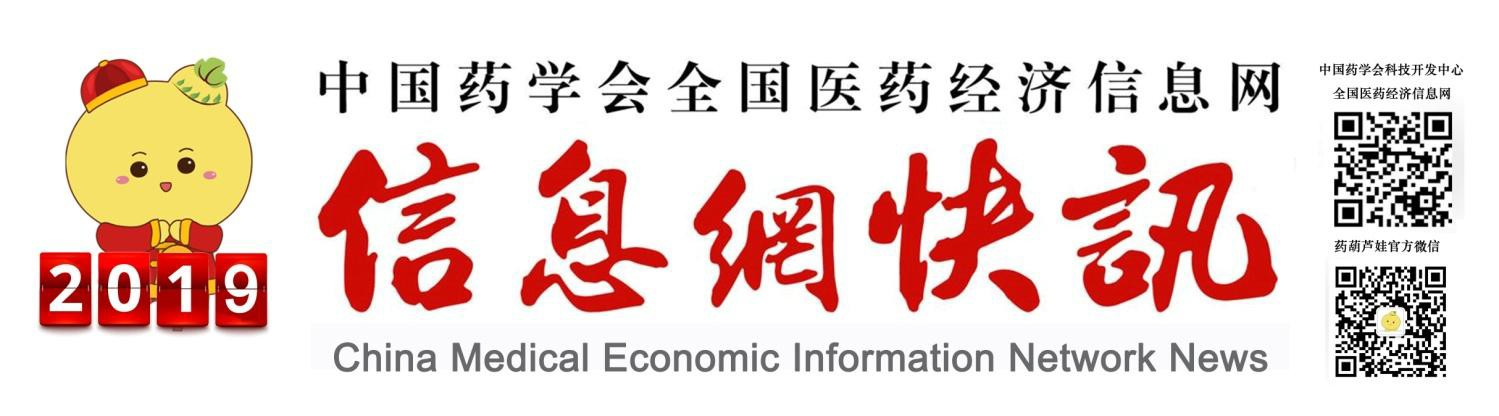 中国药学会全国医药经济信息网
信息網快訊
China Medical Economic Information Network News
2019
中国药学会科技开发中心
全国医药经济信息网
药葫芦娃官方微信